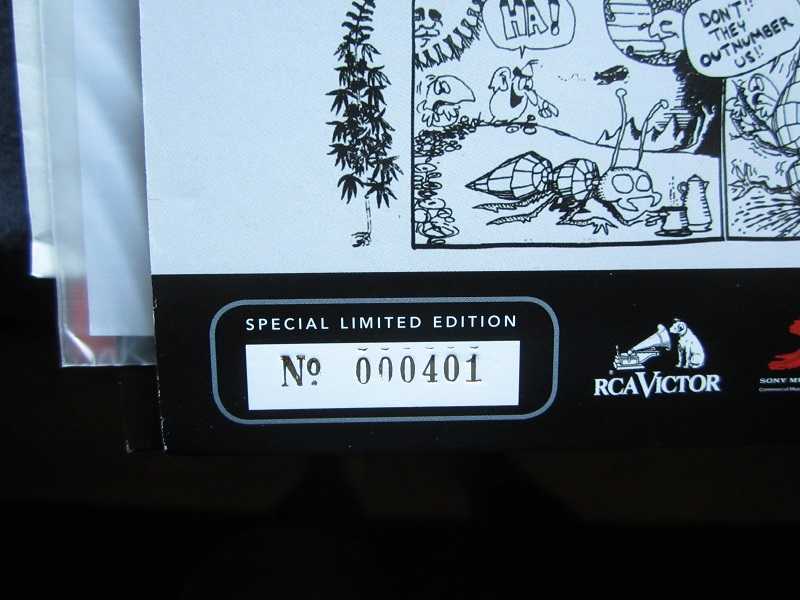 HA!
DON'T!!
THEY
OUTNUMBER
US!!
SPECIAL LIMITED EDITION
Nº 000401
RCAVICTOR